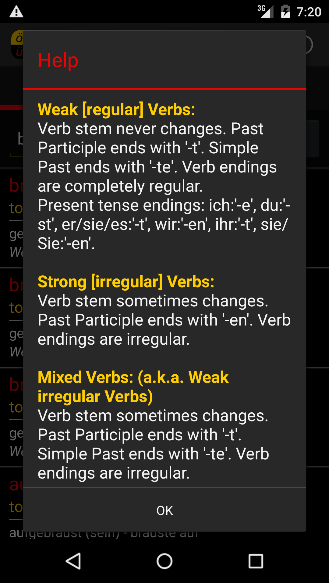 3G 7:20
Help
Weak [regular] Verbs:
Verb stem never changes. Past
Participle ends with '-t'. Simple
Past ends with '-te'. Verb endings
are completely regular.
Present tense endings: ich:'-e', du:'-
st', er/sie/es:'-t', wir:'-en', ihr:'-t', sie/
Sie:'-en'.
Strong [irregular] Verbs:
Verb stem sometimes changes.
Past Participle ends with '-en'. Verb
endings are irregular.
Mixed Verbs: (a.k.a. Weak
irregular Verbs)
Verb stem sometimes changes.
Past Participle ends with '-t'.
Simple Past ends with '-te'. Verb
endings are irregular.
OK
aufgebraust (sein) - brauste auf